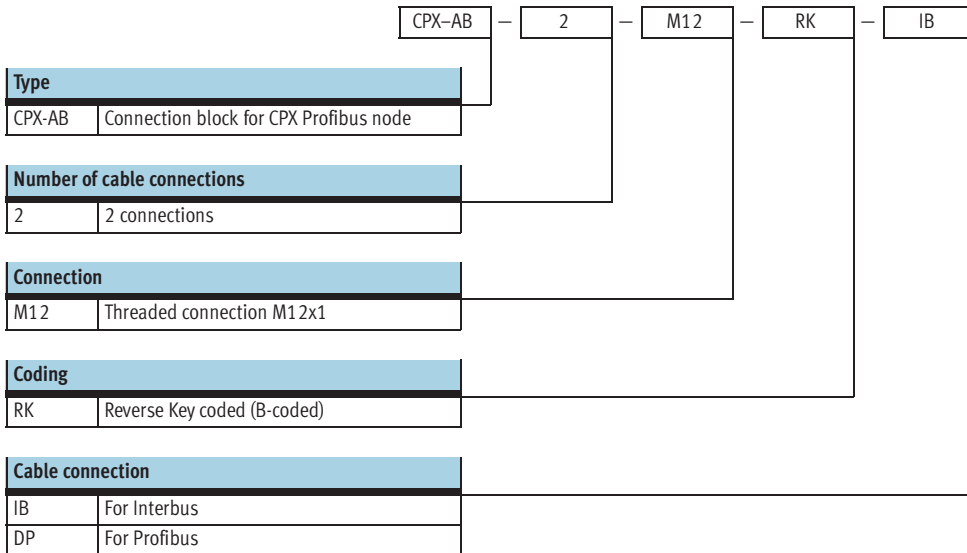 CPX–AB – 2 – M12 – RK – IB
Type
CPX-AB Connection block for CPX Profibus node
Number of cable connections
2 2 connections
Connection
M12 Threaded connection M12x1
Coding
RK Reverse Key coded (B-coded)
Cable connection
IB For Interbus
DP For Profibus